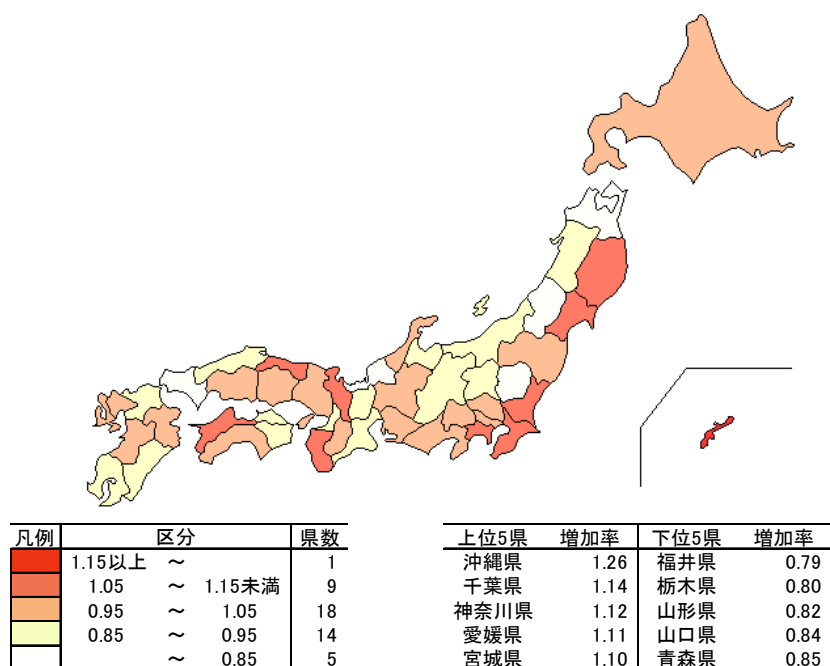 凡例 区分 県数
1.15以上 ～ 1
1.05 ～ 1.15未満 9
0.95 ～ 1.05 18
0.85 ～ 0.95 14
～ 0.85 5
上位5県 増加率 下位5県 増加率
沖縄県 1.26 福井県 0.79
千葉県 1.14 栃木県 0.80
神奈川県 1.12 山形県 0.82
愛媛県 1.11 山口県 0.84
宮城県 1.10 青森県 0.85